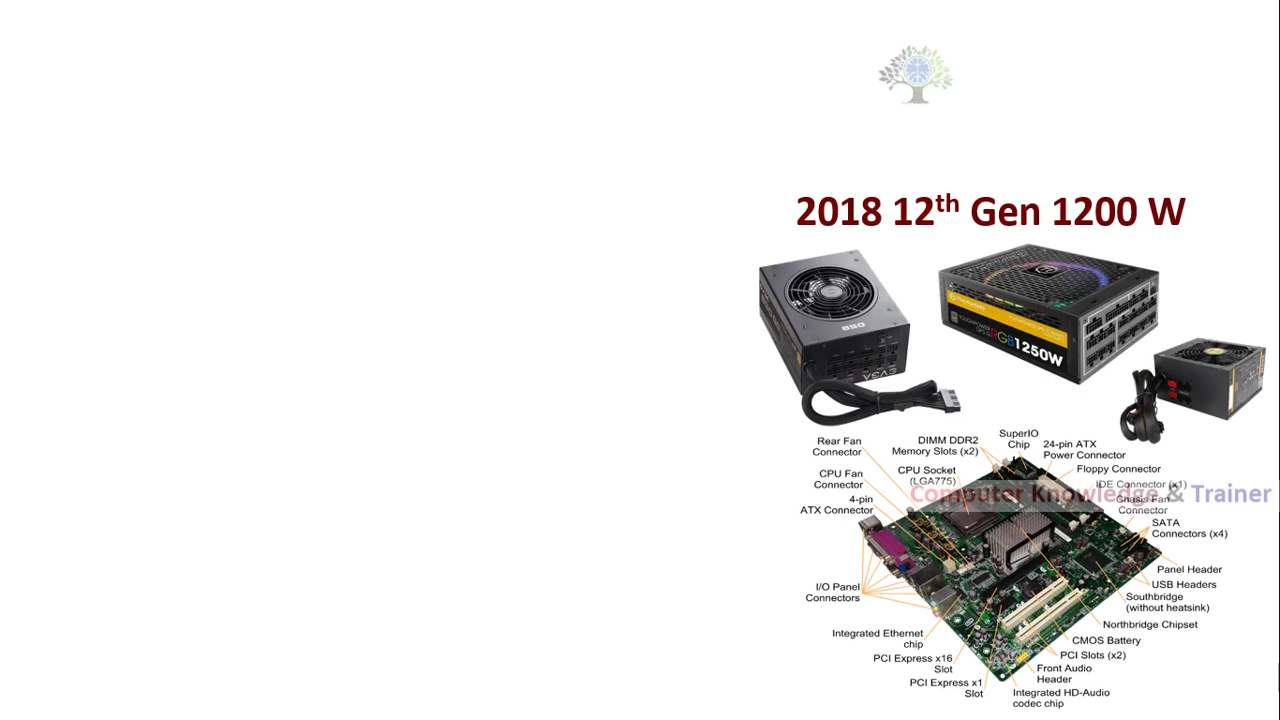 2018 12th Gen 1200 W
850
EVGA
RGB 1250W
Rear Fan
Connector
DIMM DDR2
Memory Slots (x2)
SuperIO
Chip
24-pin ATX
Power Connector
CPU Fan
Connector
CPU Socket
(LGA775)
Floppy Connector
IDE Connector (x1)
Computer Knowledge & Trainer
4-pin
ATX Connector
Chasis Fan
Connector
SATA
Connectors (x4)
Panel Header
USB Headers
I/O Panel
Connectors
Southbridge
(without heatsink)
Northbridge Chipset
Integrated Ethernet
chip
CMOS Battery
PCI Express x16
Slot
PCI Slots (x2)
Front Audio
Header
PCI Express x1
Slot
Integrated HD-Audio
codec chip